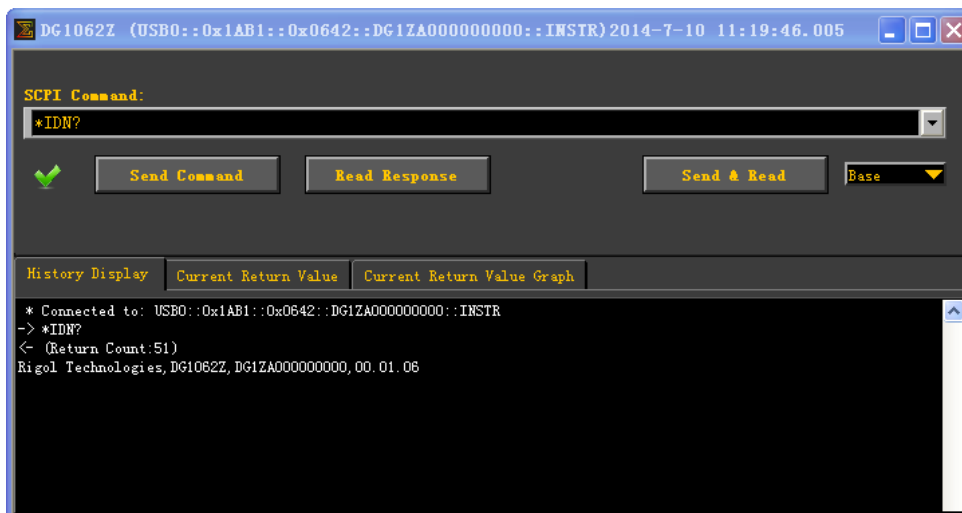 DG1062Z (USB0::0x1AB1::0x0642::DG1ZA000000000::INSTR)2014-7-10 11:19:46.005
SCPI Command:
*IDN?
Send Command
Read Response
Send & Read
Base
History Display
Current Return Value
Current Return Value Graph
* Connected to: USB0::0x1AB1::0x0642::DG1ZA000000000::INSTR
-> *IDN?
<- (Return Count:51)
Rigol Technologies,DG1062Z,DG1ZA000000000,00.01.06